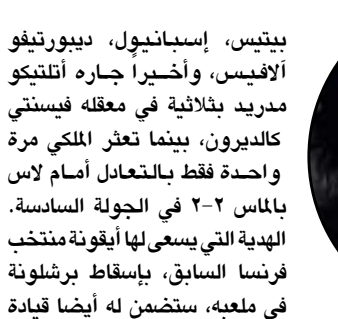 بيتيس، إسبانيول، ديبورتيفو
آلافيس، وأخيراً جاره أتلتيكو
مدريد بثلاثية في معقله فيسنتي
كالديرون، بينما تعثر الملكي مرة
واحدة فقط بالتعادل أمام لاس
بالماس ٢-٢ في الجولة السادسة.
الهدية التي يسعى لها أيقونة منتخب
فرنسا السابق، بإسقاط برشلونة
في ملعبه، ستضمن له أيضا قيادة